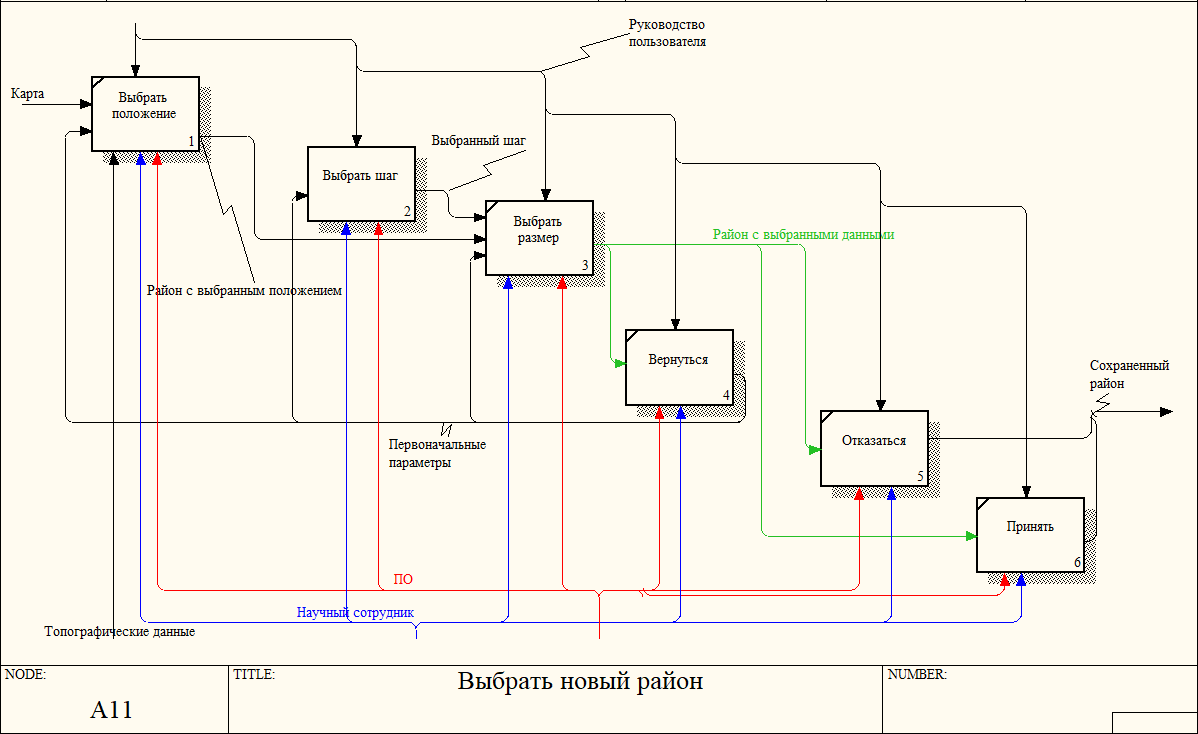 Руководство
пользователя
Карта
Выбрать
положение
1
Выбранный шаг
Выбрать шаг
2
Выбрать
размер
3
Район с выбранными данными
Район с выбранным положением
Вернуться
4
Сохраненный
район
Отказаться
5
Первоначальные
параметры
Принять
6
ПО
Научный сотрудник
Топографические данные
NODE:
A11
TITLE:
Выбрать новый район
NUMBER: